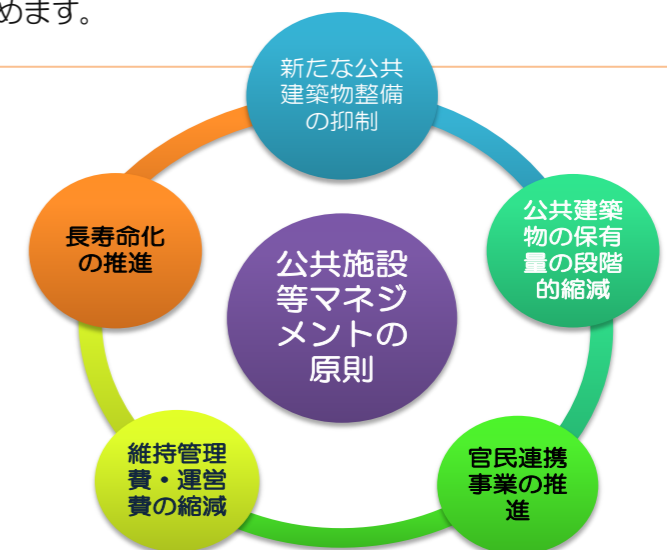 めます。
新たな公共
建築物整備
の抑制
公共建築
物の保有
量の段階
的縮減
官民連携
事業の推
進
維持管理
費・運営
費の縮減
長寿命化
の推進
公共施設
等マネジ
メントの
原則